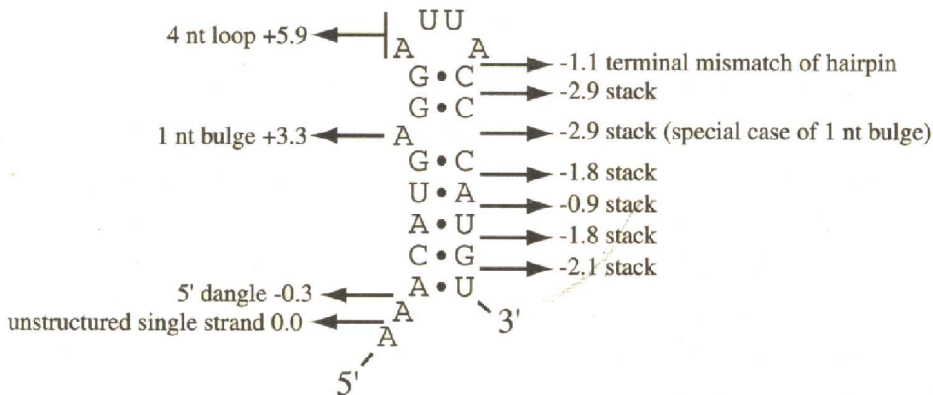 U U
4 nt loop +5.9
A A
-1.1 terminal mismatch of hairpin
G • C
-2.9 stack
G • C
1 nt bulge +3.3
A
-2.9 stack (special case of 1 nt bulge)
G • C
-1.8 stack
U • A
-0.9 stack
A • U
-1.8 stack
C • G
-2.1 stack
A • U
5' dangle -0.3
A
3'
unstructured single strand 0.0
A
5'